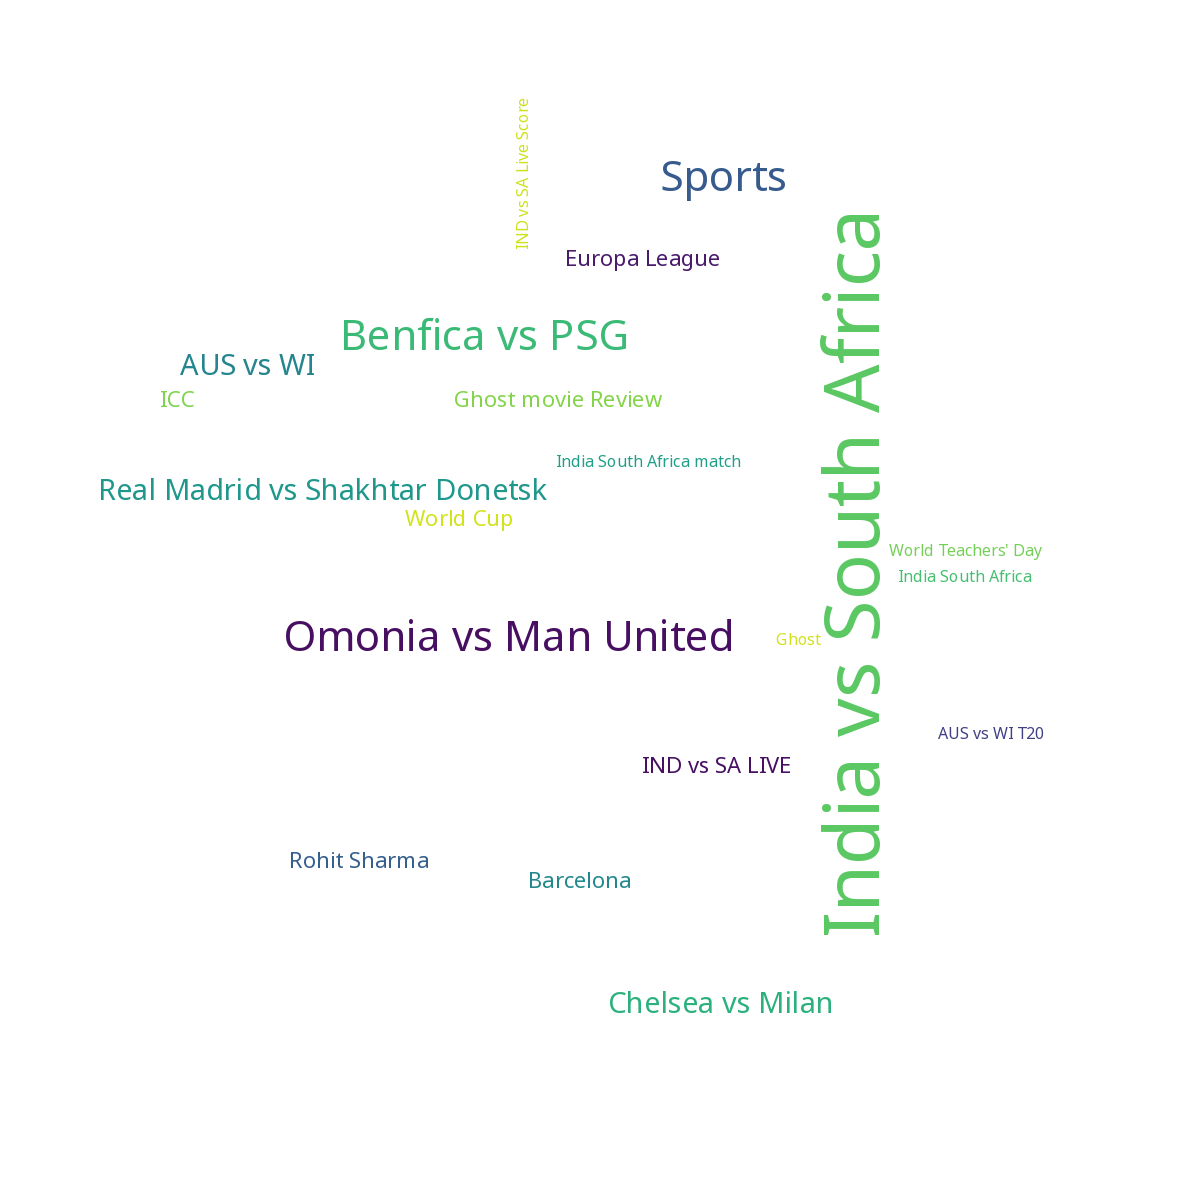 IND vs SA Live Score
Sports
Europa League
India vs South Africa
Benfica vs PSG
AUS vs WI
ICC
Ghost movie Review
India South Africa match
Real Madrid vs Shakhtar Donetsk
World Cup
World Teachers' Day
India South Africa
Omonia vs Man United
Ghost
AUS vs WI T20
IND vs SA LIVE
Rohit Sharma
Barcelona
Chelsea vs Milan